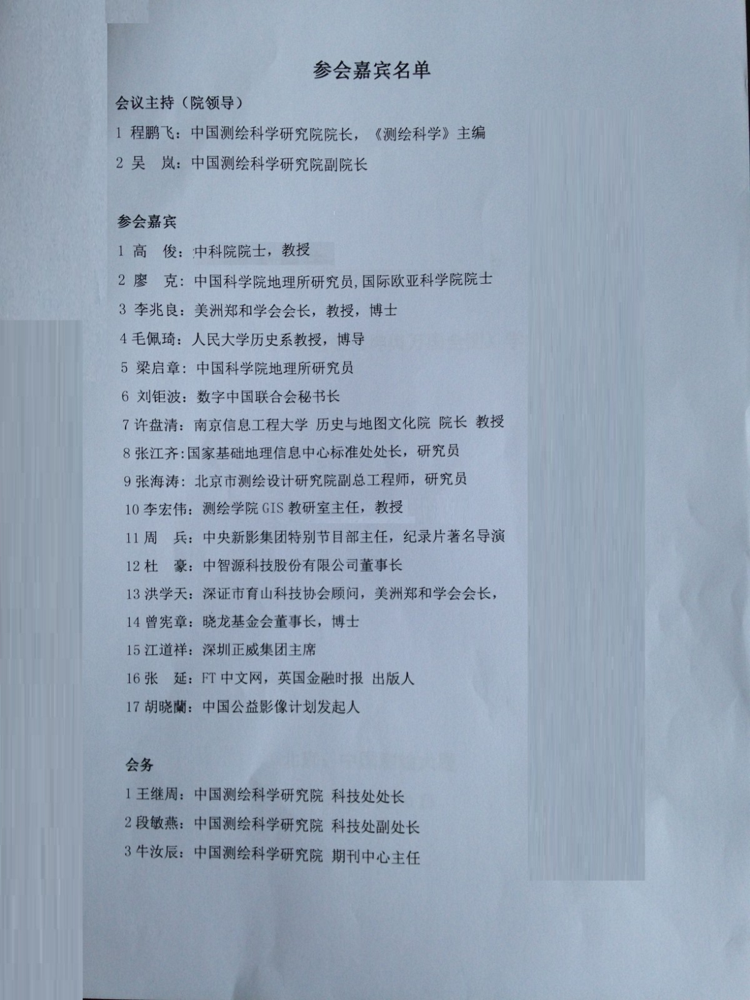 参会嘉宾名单
会议主持（院领导）
1 程鹏飞：中国测绘科学研究院院长，《测绘科学》主编
2 吴　岚：中国测绘科学研究院副院长
参会嘉宾
1 高　俊：中科院院士，教授
2 廖　克：中国科学院地理所研究员,国际欧亚科学院院士
3 李兆良：美洲郑和学会会长，教授，博士
4 毛佩琦：人民大学历史系教授，博导
5 梁启章：中国科学院地理所研究员
6 刘钜波：数字中国联合会秘书长
7 许盘清：南京信息工程大学 历史与地图文化院 院长 教授
8 张江齐:国家基础地理信息中心标准处处长，研究员
9 张海涛：北京市测绘设计研究院副总工程师，研究员
10 李宏伟：测绘学院 GIS 教研室主任，教授
11 周　兵：中央新影集团特别节目部主任，纪录片著名导演
12 杜　豪：中智源科技股份有限公司董事长
13 洪学天：深证市育山科技协会顾问，美洲郑和学会会长，
14 曾宪章：晓龙基金会董事长，博士
15 江道祥：深圳正威集团主席
16 张　延：FT 中文网，英国金融时报 出版人
17 胡晓蘭：中国公益影像计划发起人
会务
1 王继周：中国测绘科学研究院 科技处处长
2 段敏燕：中国测绘科学研究院 科技处副处长
3 牛汝辰：中国测绘科学研究院 期刊中心主任